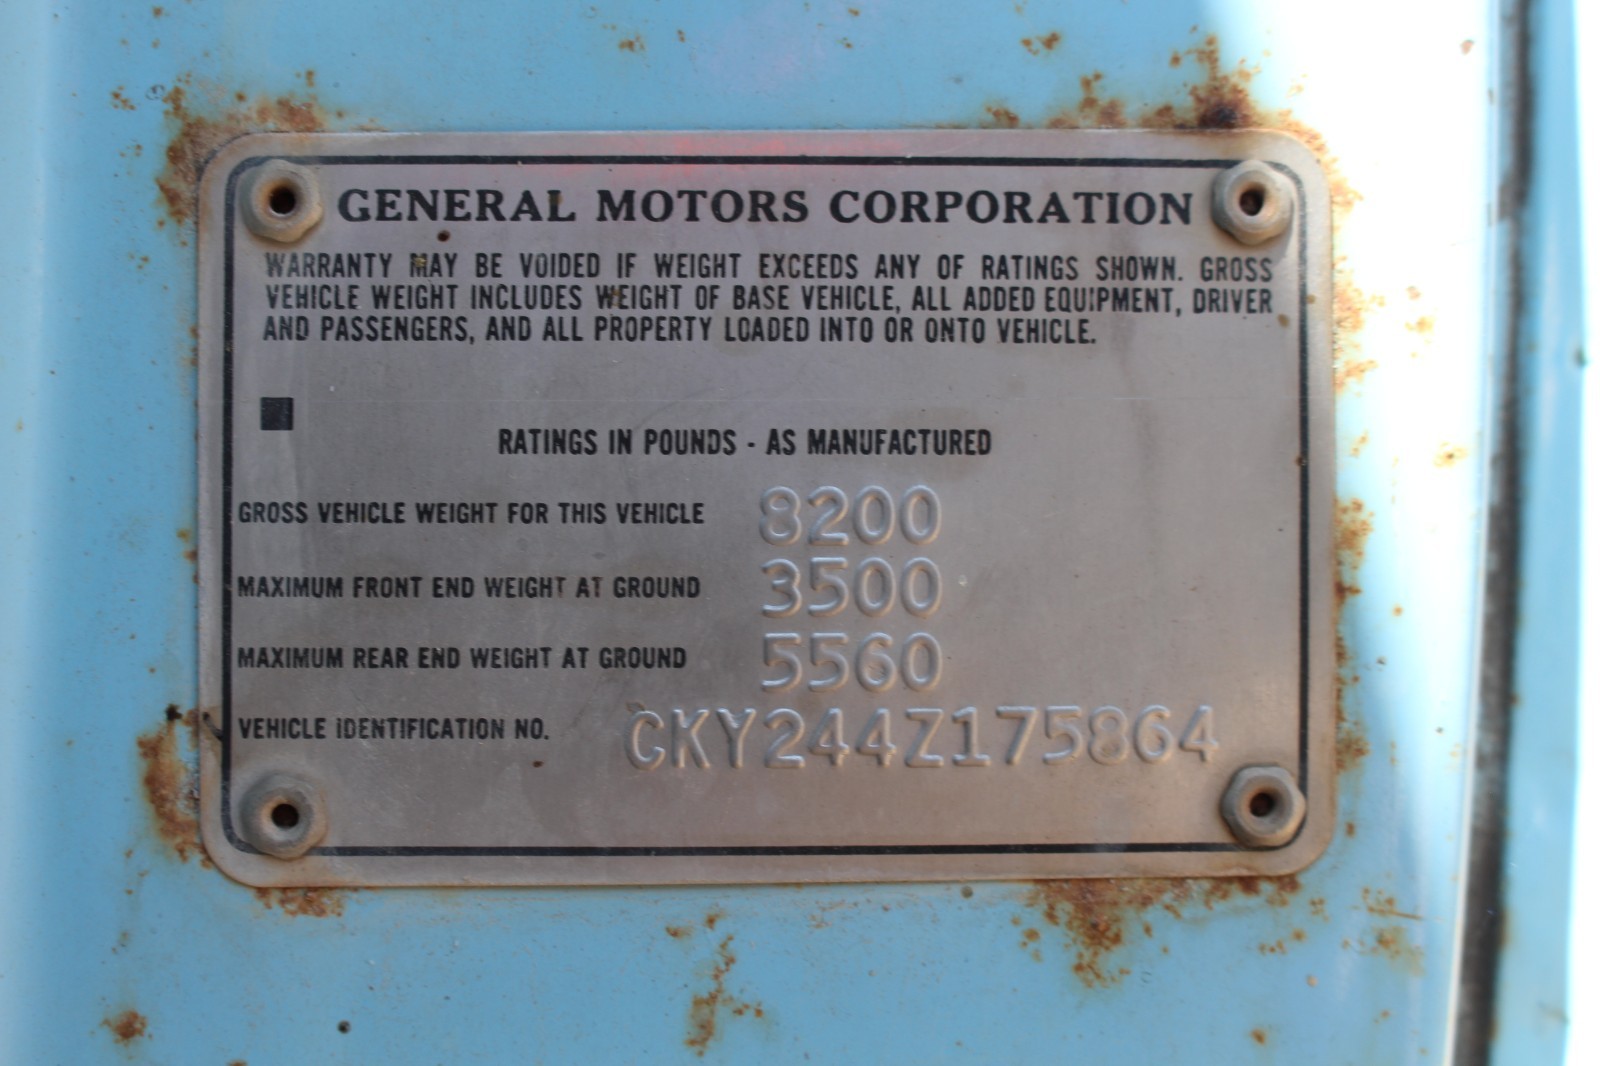 GENERAL MOTORS CORPORATION
WARRANTY MAY BE VOIDED IF WEIGHT EXCEEDS ANY OF RATINGS SHOWN. GROSS
VEHICLE WEIGHT INCLUDES WEIGHT OF BASE VEHICLE, ALL ADDED EQUIPMENT, DRIVER
AND PASSENGERS, AND ALL PROPERTY LOADED INTO OR ONTO VEHICLE.
RATINGS IN POUNDS - AS MANUFACTURED
GROSS VEHICLE WEIGHT FOR THIS VEHICLE 8200
MAXIMUM FRONT END WEIGHT AT GROUND 3500
MAXIMUM REAR END WEIGHT AT GROUND 5560
VEHICLE IDENTIFICATION NO. CKY244Z175864